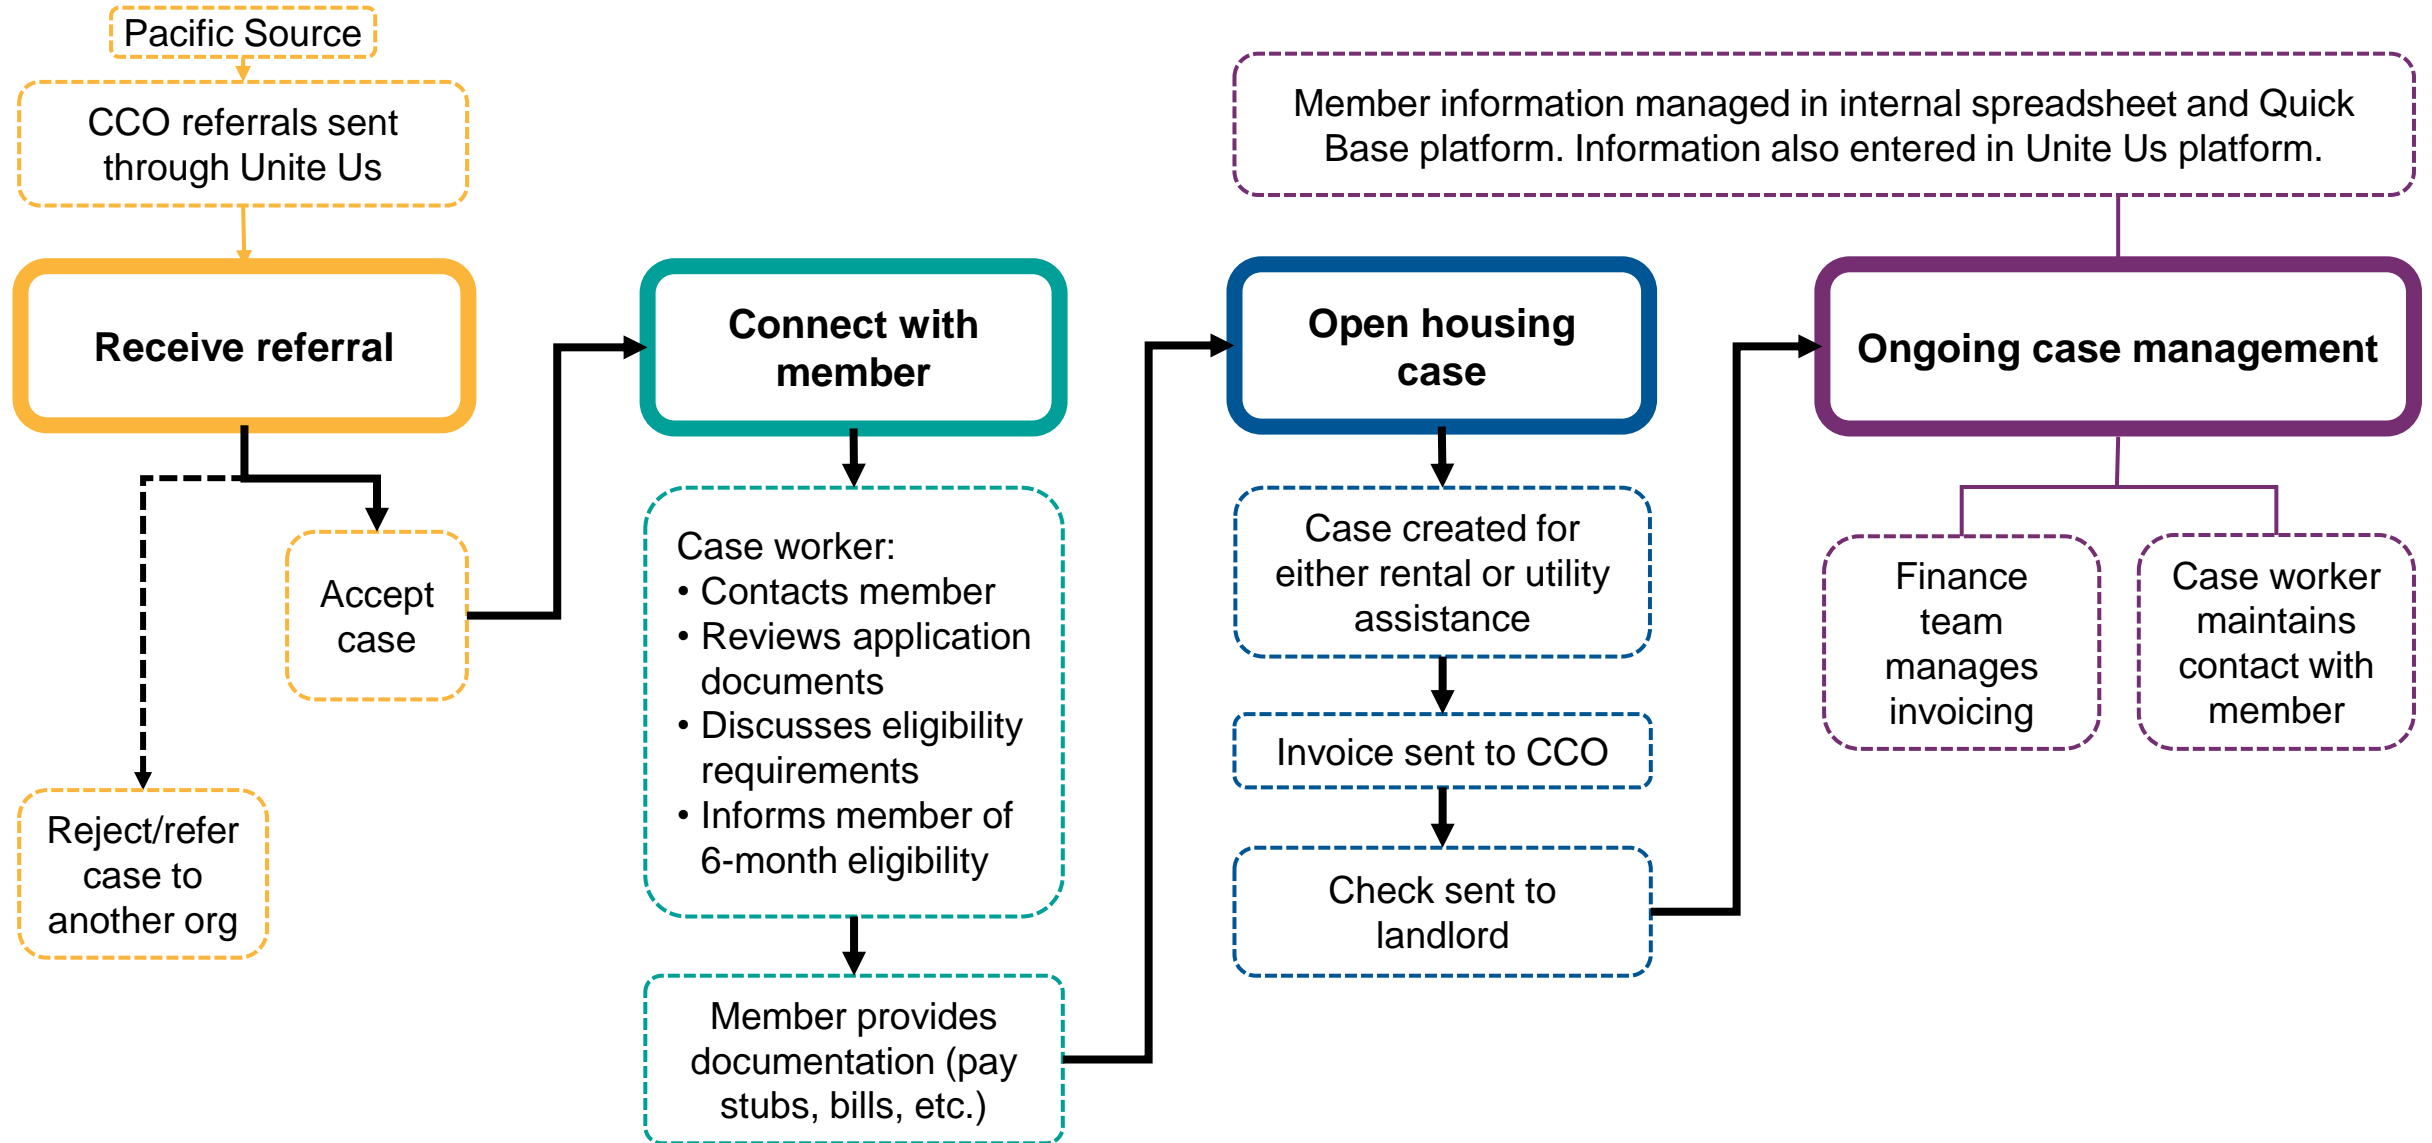 Pacific Source
CCO referrals sent
through Unite Us
Receive referral
Accept
case
Reject/refer
case to
another org
Connect with
member
Case worker:
• Contacts member
• Reviews application
documents
• Discusses eligibility
requirements
• Informs member of
6-month eligibility
Member provides
documentation (pay
stubs, bills, etc.)
Open housing
case
Case created for
either rental or utility
assistance
Invoice sent to CCO
Check sent to
landlord
Member information managed in internal spreadsheet and Quick
Base platform. Information also entered in Unite Us platform.
Ongoing case management
Finance
team
manages
invoicing
Case worker
maintains
contact with
member